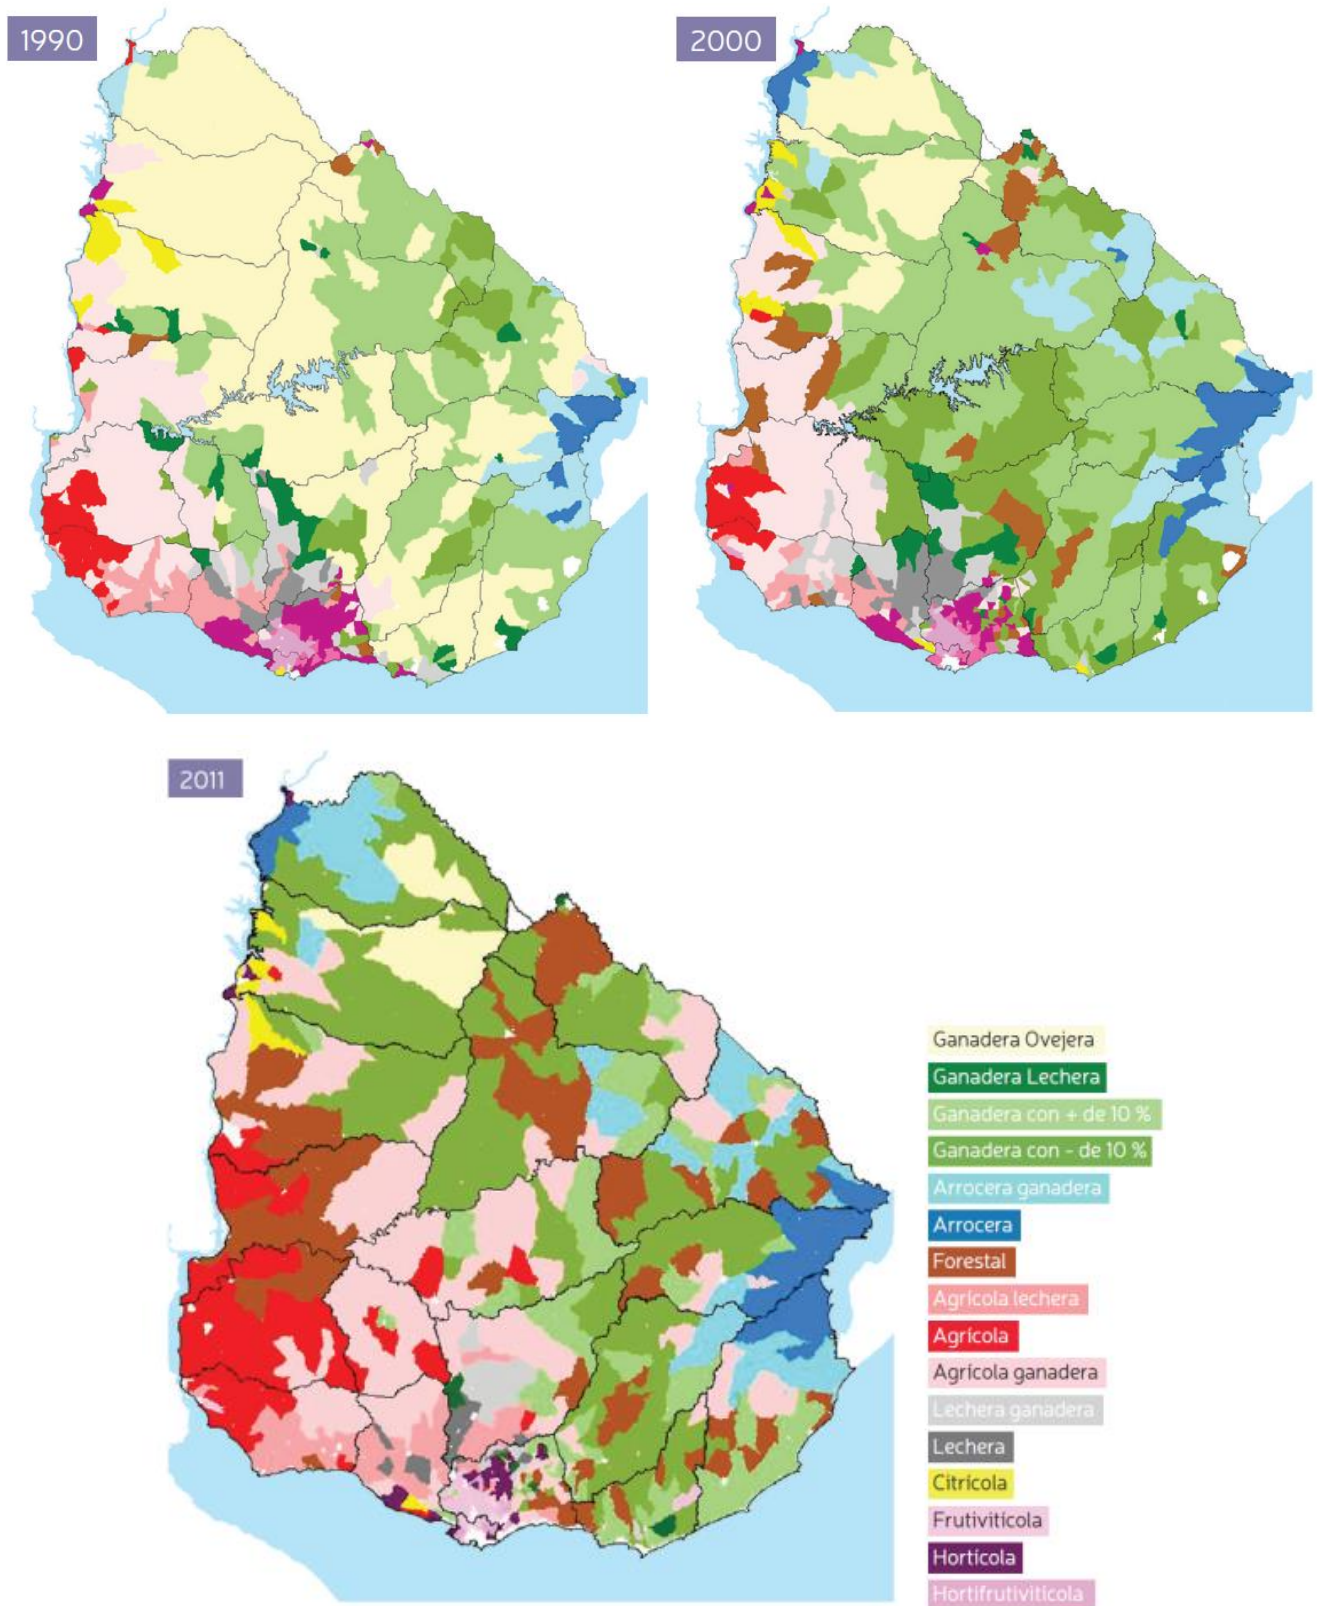 1990
2000
2011
Ganadera Ovejera
Ganadera Lechera
Ganadera con + de 10 %
Ganadera con - de 10 %
Arrocera ganadera
Arrocera
Forestal
Agrícola lechera
Agrícola
Agrícola ganadera
Lechera ganadera
Lechera
Citrícola
Frutivitícola
Hortícola
Hortifrutivitícola